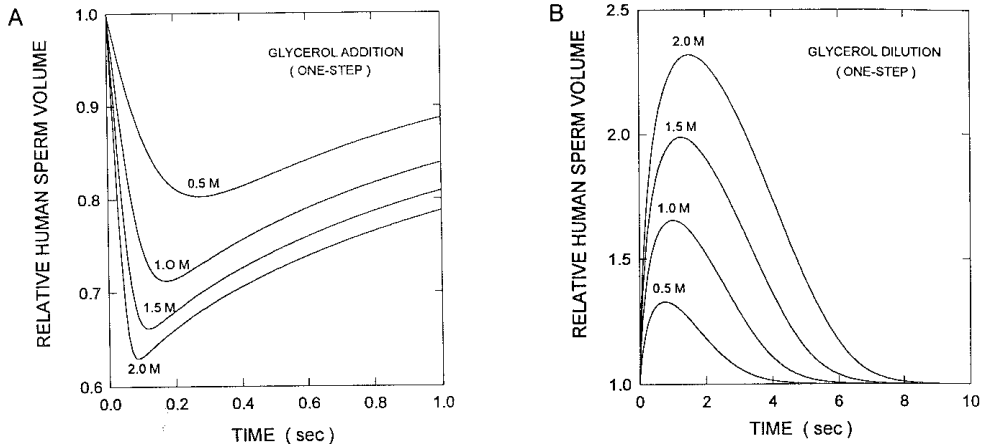 A
RELATIVE HUMAN SPERM VOLUME
1.0
0.9
0.8
0.7
0.6
GLYCEROL ADDITION
( ONE-STEP )
0.5 M
1.O M
1.5 M
2.0 M
0.0 0.2 0.4 0.6 0.8 1.0
TIME ( sec )
B
RELATIVE HUMAN SPERM VOLUME
2.5
2.0
1.5
1.0
GLYCEROL DILUTION
(ONE-STEP )
2.0 M
1.5 M
1.0 M
0.5 M
0 2 4 6 8 10
TIME ( sec )